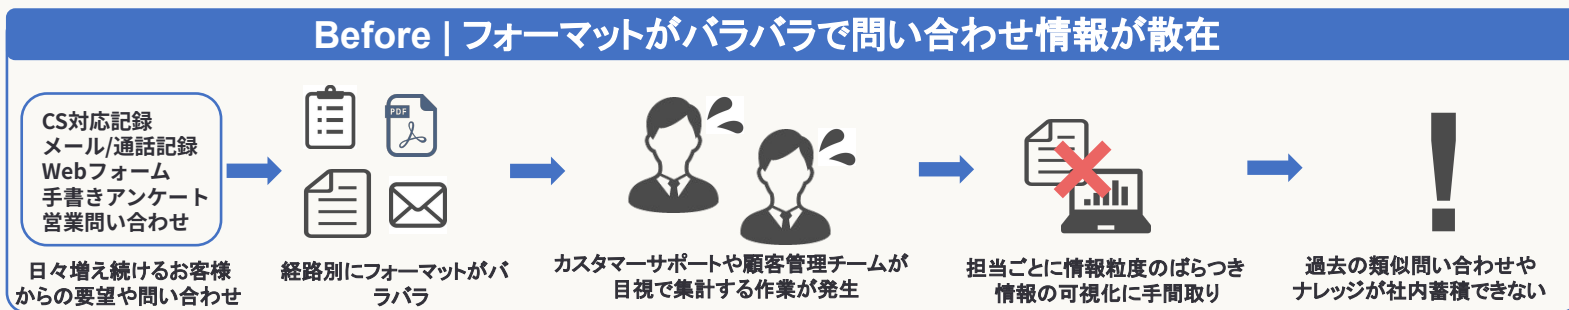 Before | フォーマットがバラバラで問い合わせ情報が散在
CS対応記録
メール/通話記録
Webフォーム
手書きアンケート
営業問い合わせ
日々増え続けるお客様
からの要望や問い合わせ
PDF
経路別にフォーマットがバ
ラバラ
カスタマーサポートや顧客管理チームが
目視で集計する作業が発生
担当ごとに情報粒度のばらつき
情報の可視化に手間取り
過去の類似問い合わせや
ナレッジが社内蓄積できない